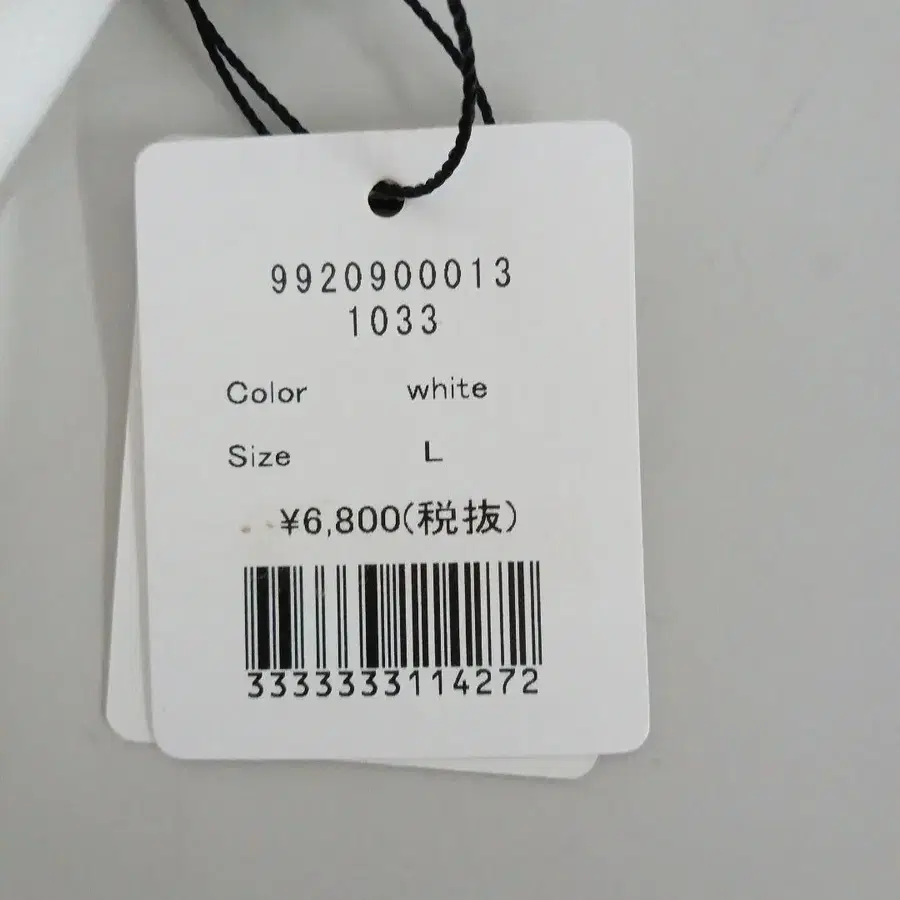 9920900013
1033
Color white
Size L
¥6,800(税抜)
3333333114272